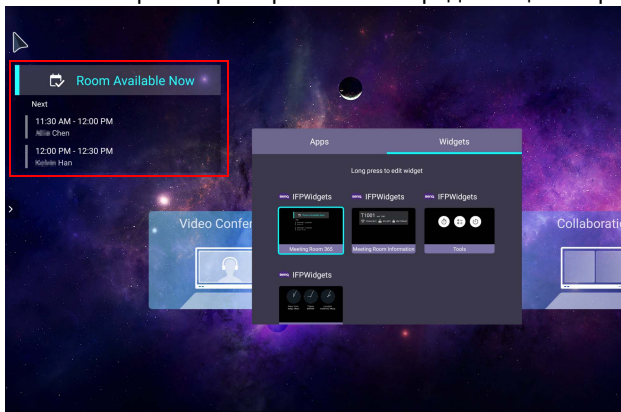 Room Available Now
Next
11:30 AM - 12:00 PM
Chen
12:00 PM - 12:30 PM
Han
Apps
Widgets
Long press to edit widget
IFPWidgets
IFPWidgets
IFPWidgets
T1001
Meeting Room 365
Meeting Room Information
Tools
IFPWidgets
Video Confer
Collaborati